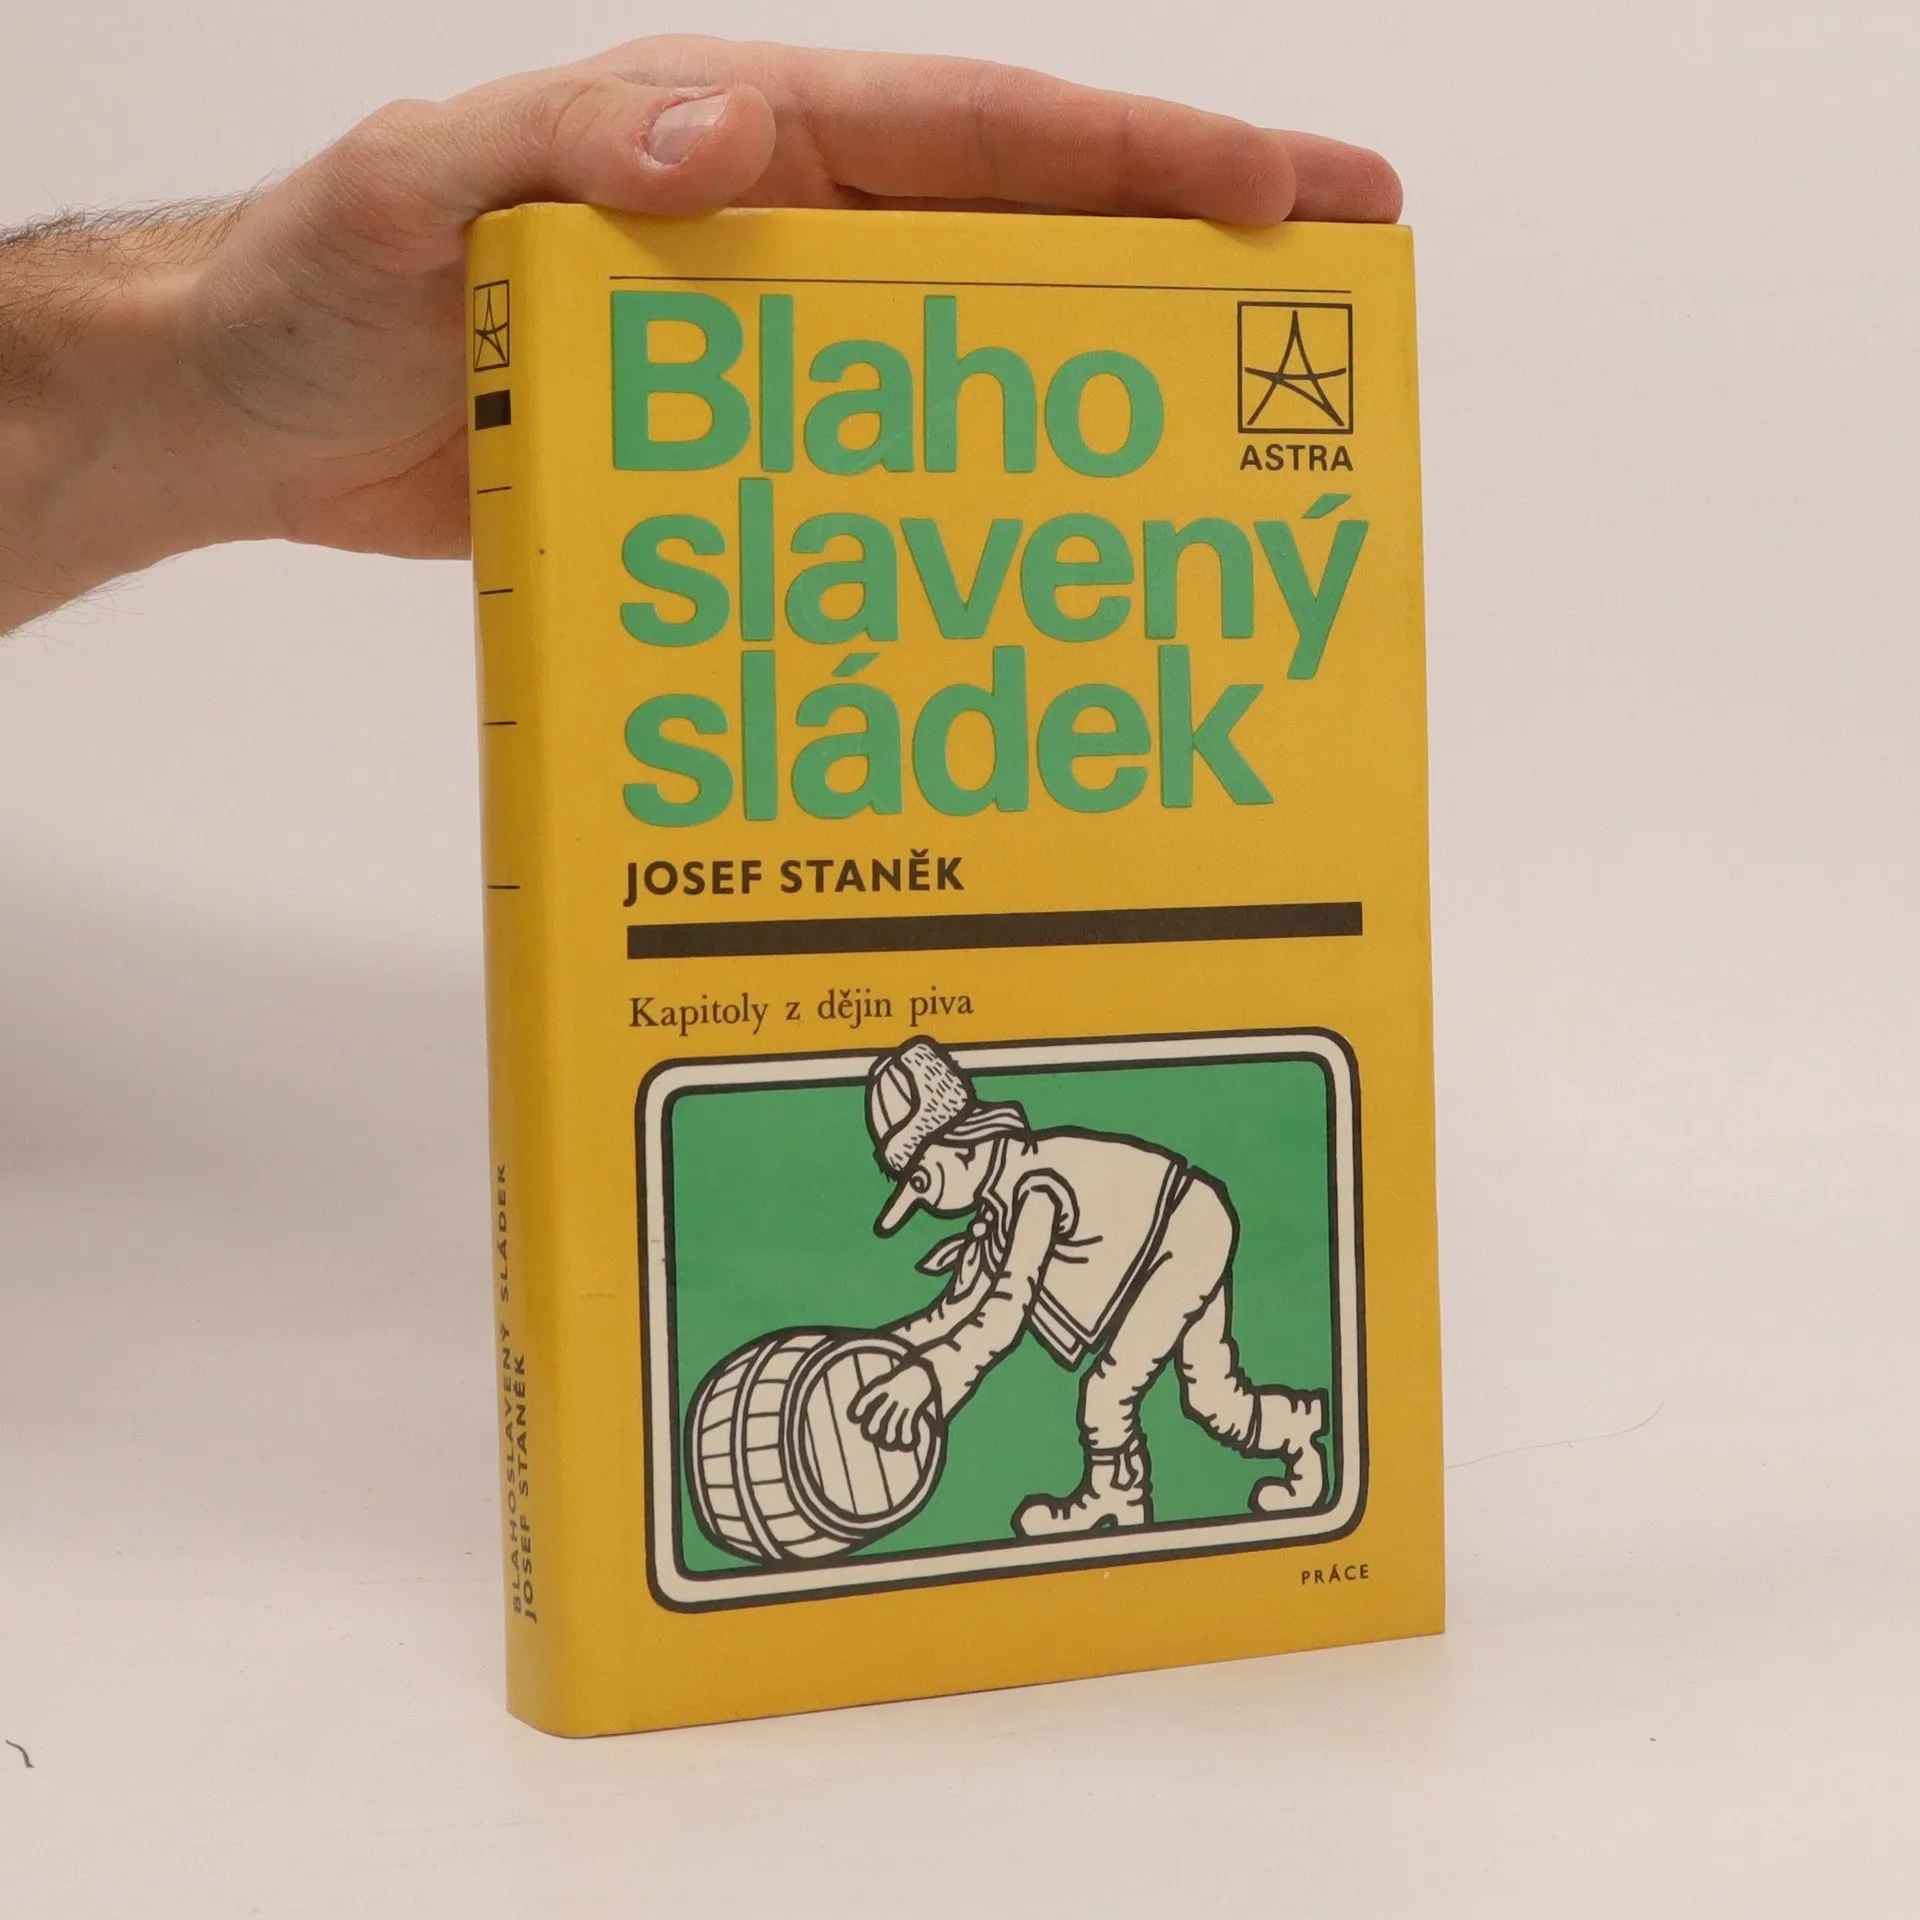 Blaho
ASTRA
slavený
sládek
JOSEF STANĚK
Kapitoly z dějin piva
PRÁCE
BLAHOSLAVENÝ SLÁDEK
JOSEF STANĚK